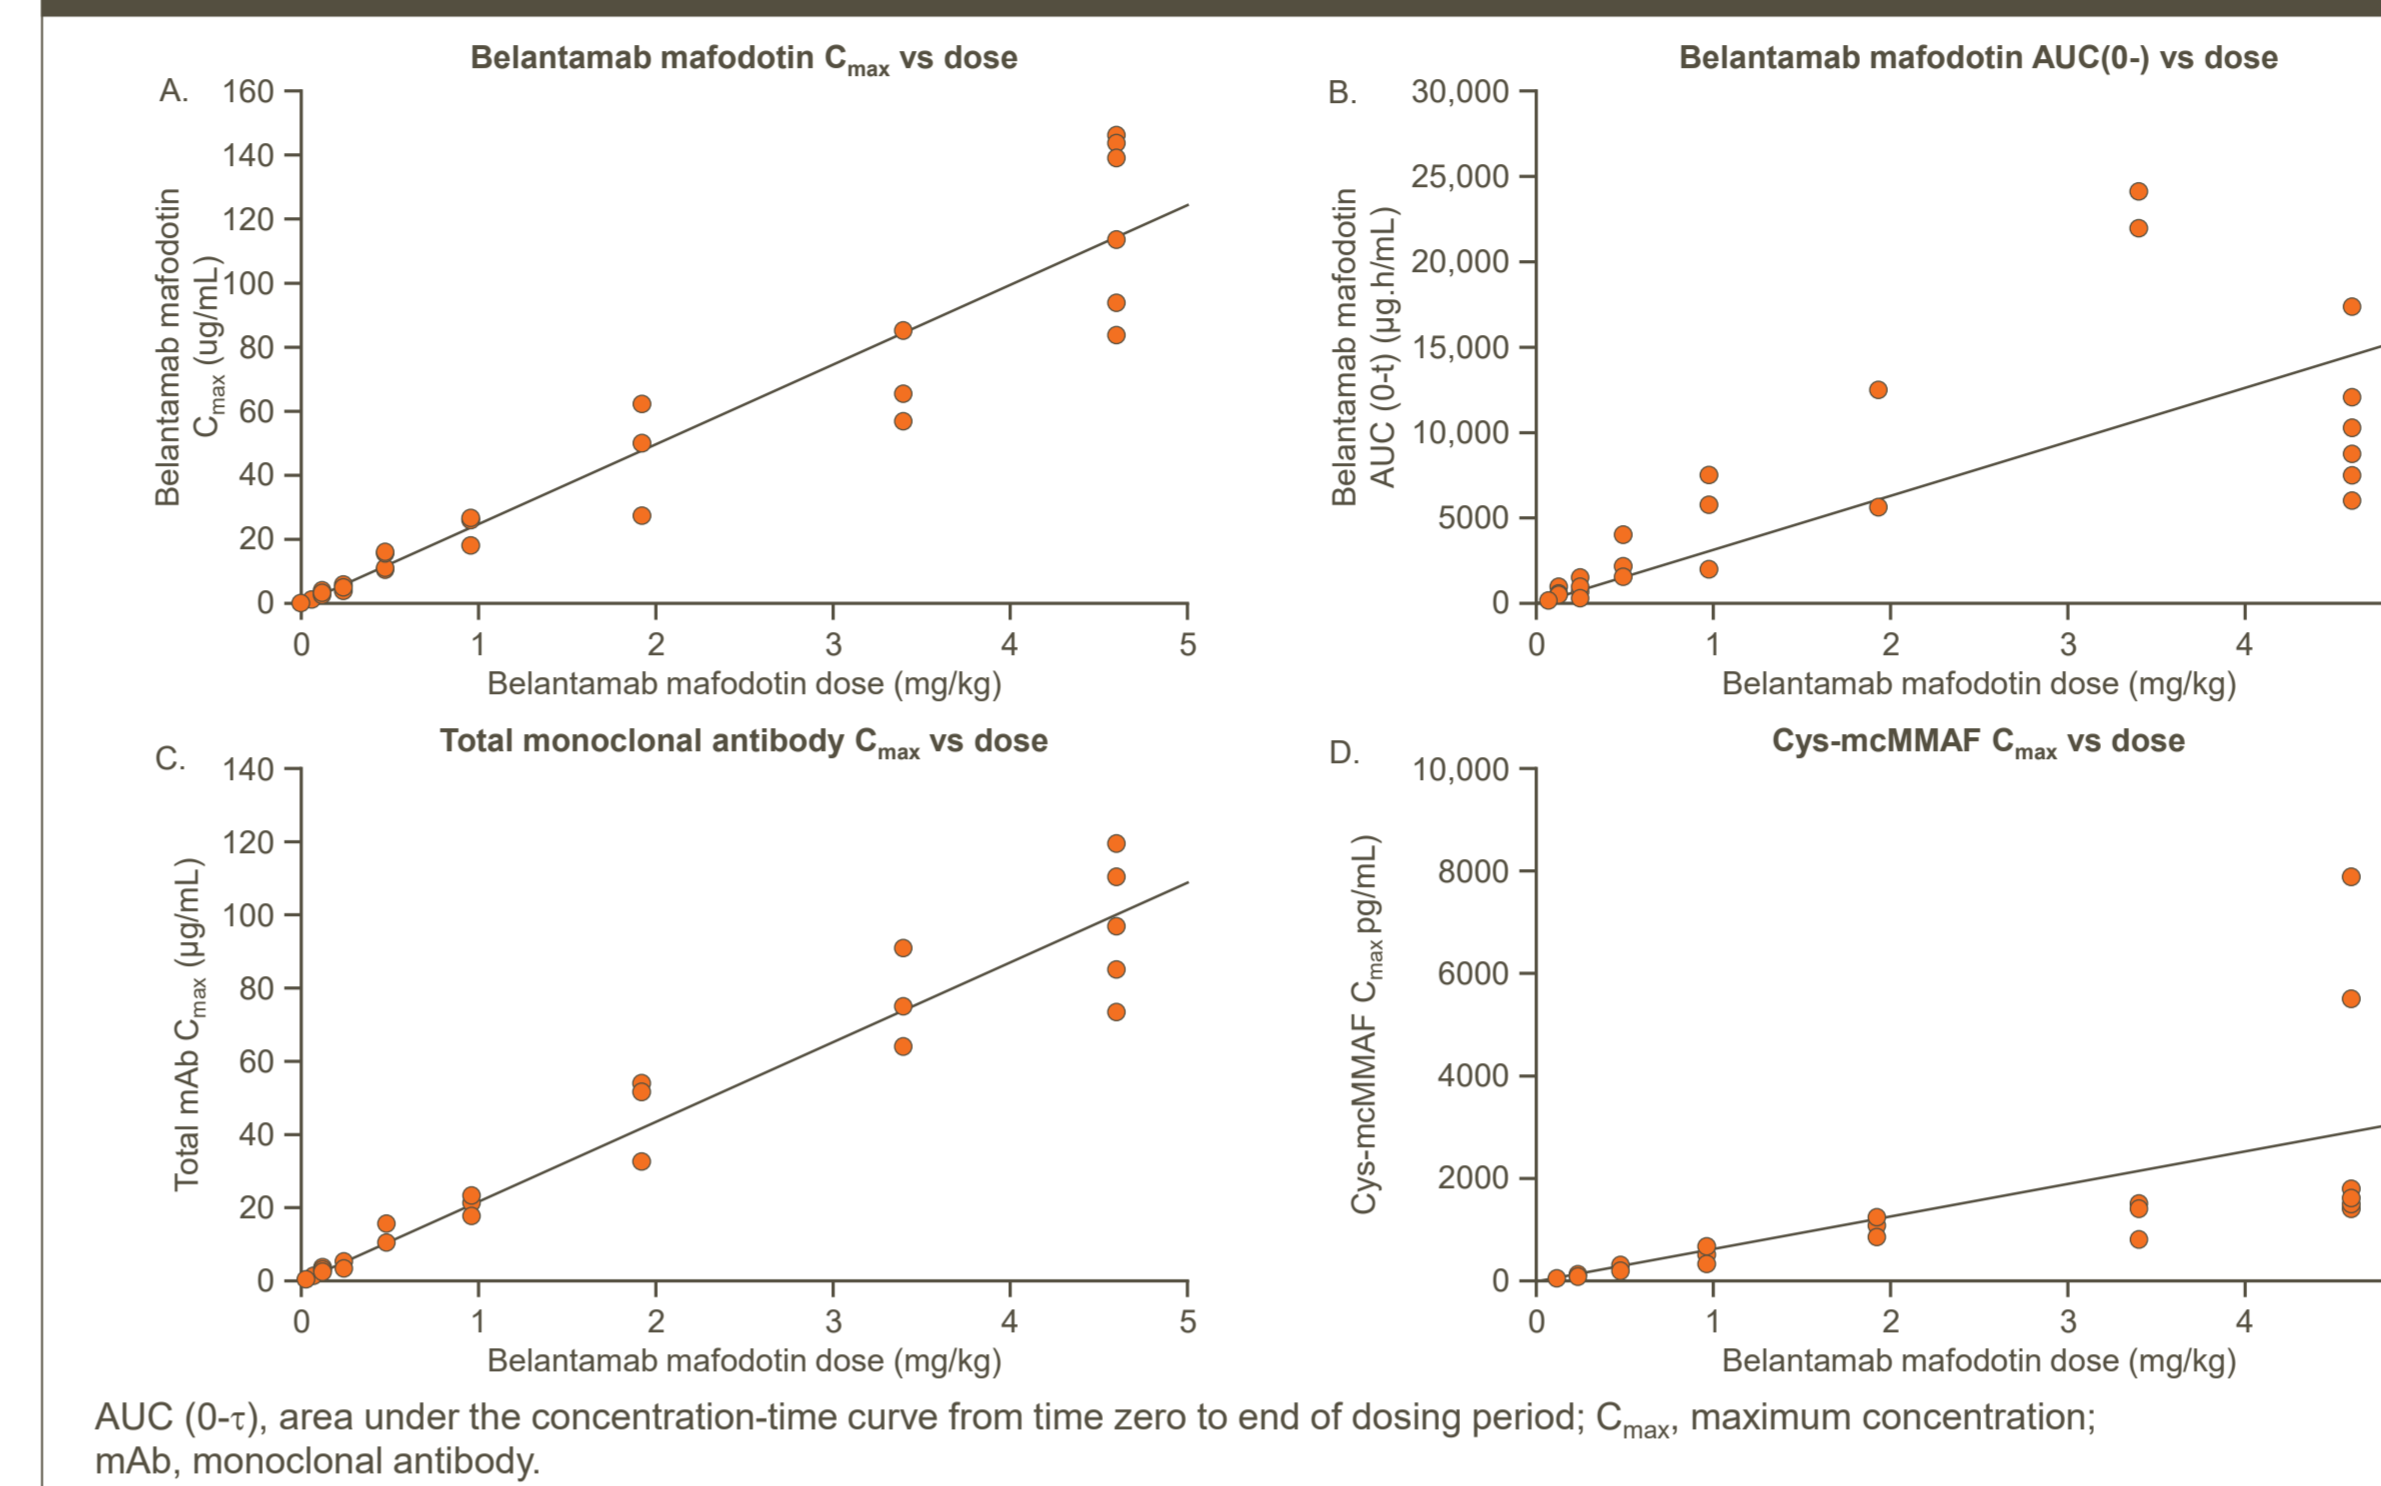 Belantamab mafodotin Cmax vs dose
A.
160
140
120
100
80
60
40
20
0
Belantamab mafodotin
Cmax (ug/mL)
0 1 2 3 4 5
Belantamab mafodotin dose (mg/kg)
Belantamab mafodotin AUC(0-) vs dose
B.
30,000
25,000
20,000
15,000
10,000
5000
0
Belantamab mafodotin
AUC (0-t) (µg.h/mL)
0 1 2 3 4
Belantamab mafodotin dose (mg/kg)
Total monoclonal antibody Cmax vs dose
C.
140
120
100
80
60
40
20
0
Total mAb Cmax (µg/mL)
0 1 2 3 4 5
Belantamab mafodotin dose (mg/kg)
Cys-mcMMAF Cmax vs dose
D.
10,000
8000
6000
4000
2000
0
Cys-mcMMAF Cmax pg/mL)
0 1 2 3 4
Belantamab mafodotin dose (mg/kg)
AUC (0-τ), area under the concentration-time curve from time zero to end of dosing period; Cmax, maximum concentration;
mAb, monoclonal antibody.